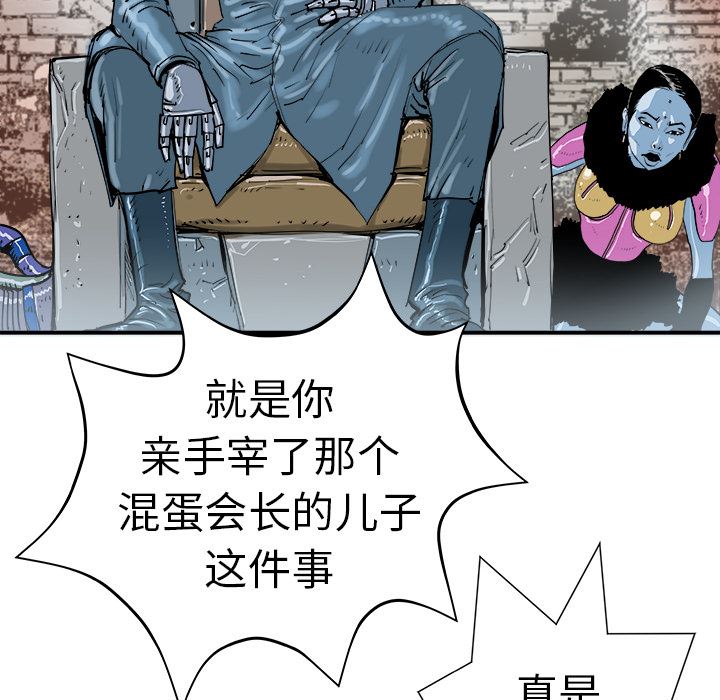 就是你
亲手宰了那个
混蛋会长的儿子
这件事
真是